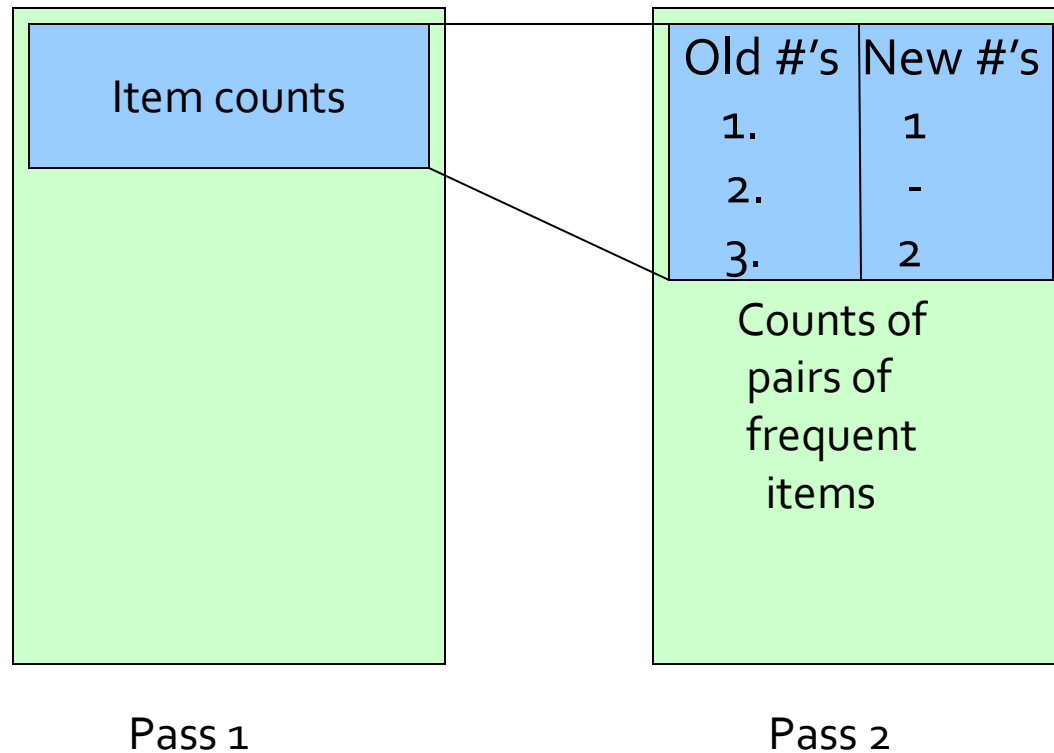 Item counts
Old #'s New #'s
1. 1
2. -
3. 2
Counts of
pairs of
frequent
items
Pass 1
Pass 2